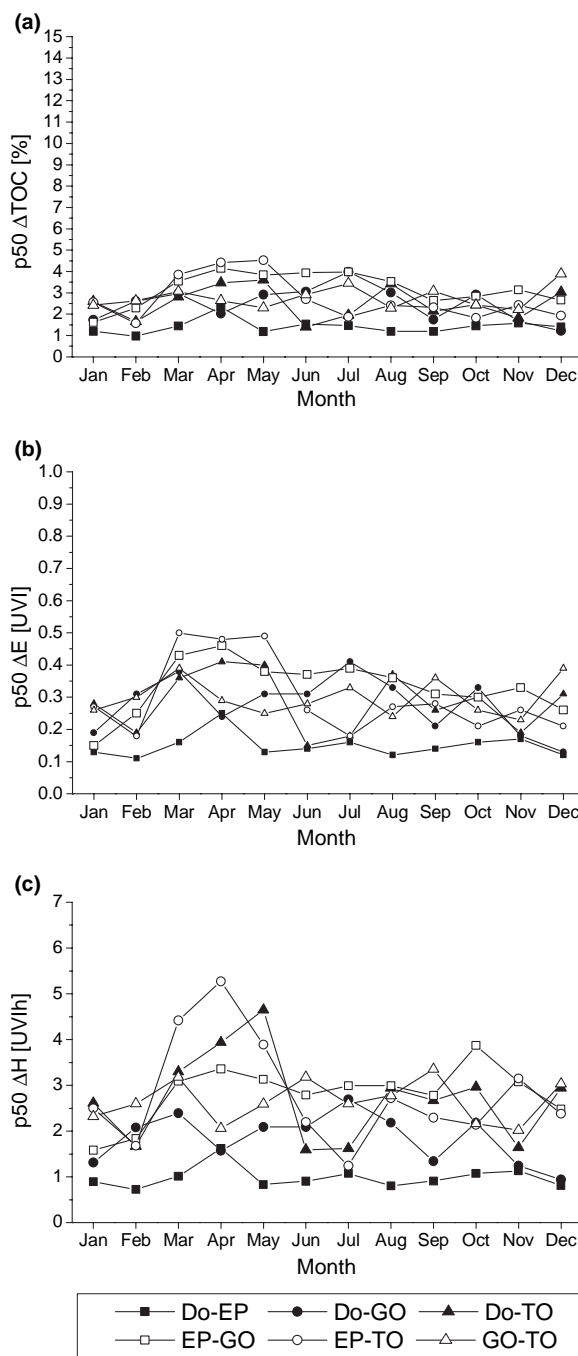 (a)
p50 ΔTOC [%]
15
14
13
12
11
10
9
8
7
6
5
4
3
2
1
0
Jan Feb Mar Apr May Jun Jul Aug Sep Oct Nov Dec
Month
(b)
p50 ΔE [UVI]
1.0
0.9
0.8
0.7
0.6
0.5
0.4
0.3
0.2
0.1
0.0
Jan Feb Mar Apr May Jun Jul Aug Sep Oct Nov Dec
Month
(c)
p50 ΔH [UVIh]
7
6
5
4
3
2
1
0
Jan Feb Mar Apr May Jun Jul Aug Sep Oct Nov Dec
Month
Do-EP Do-GO Do-TO
EP-GO EP-TO GO-TO